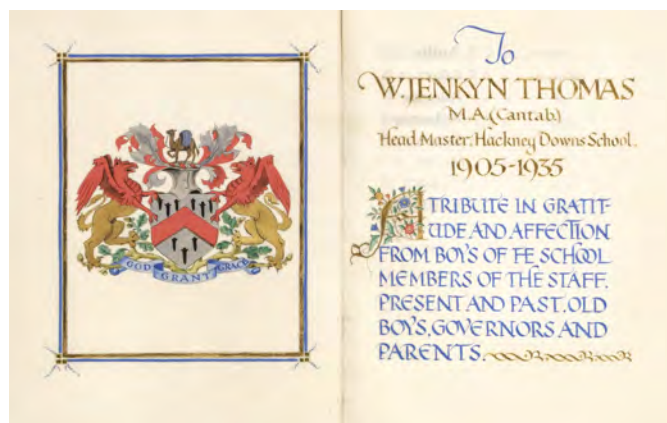 GOD GRANT GRACE
To
W. JENKYN THOMAS
M.A. (Cantab.)
Head Master, Hackney Downs School.
1905-1935
A TRIBUTE IN GRATIT-
UDE AND AFFECTION
FROM BOYS OF THE SCHOOL
MEMBERS OF THE STAFF,
PRESENT AND PAST, OLD
BOYS, GOVERNORS AND
PARENTS.